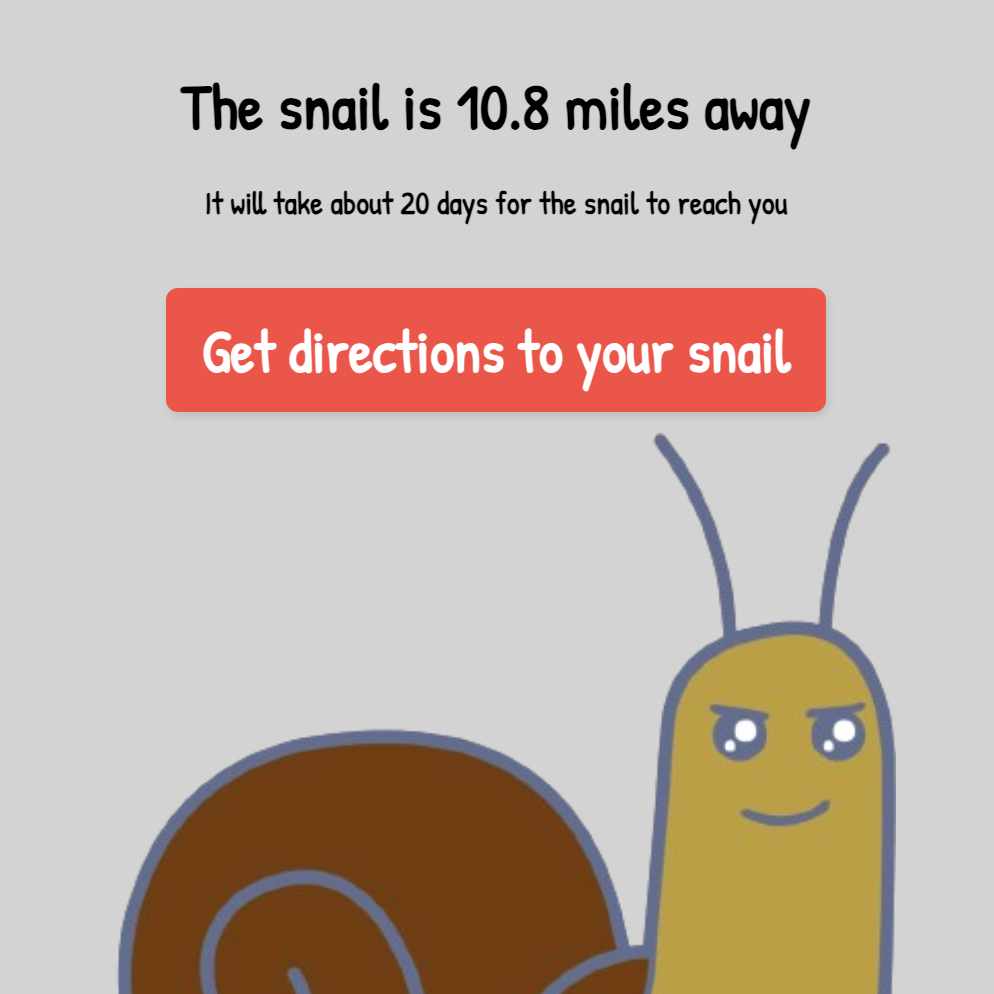 The snail is 10.8 miles away
It will take about 20 days for the snail to reach you
Get directions to your snail